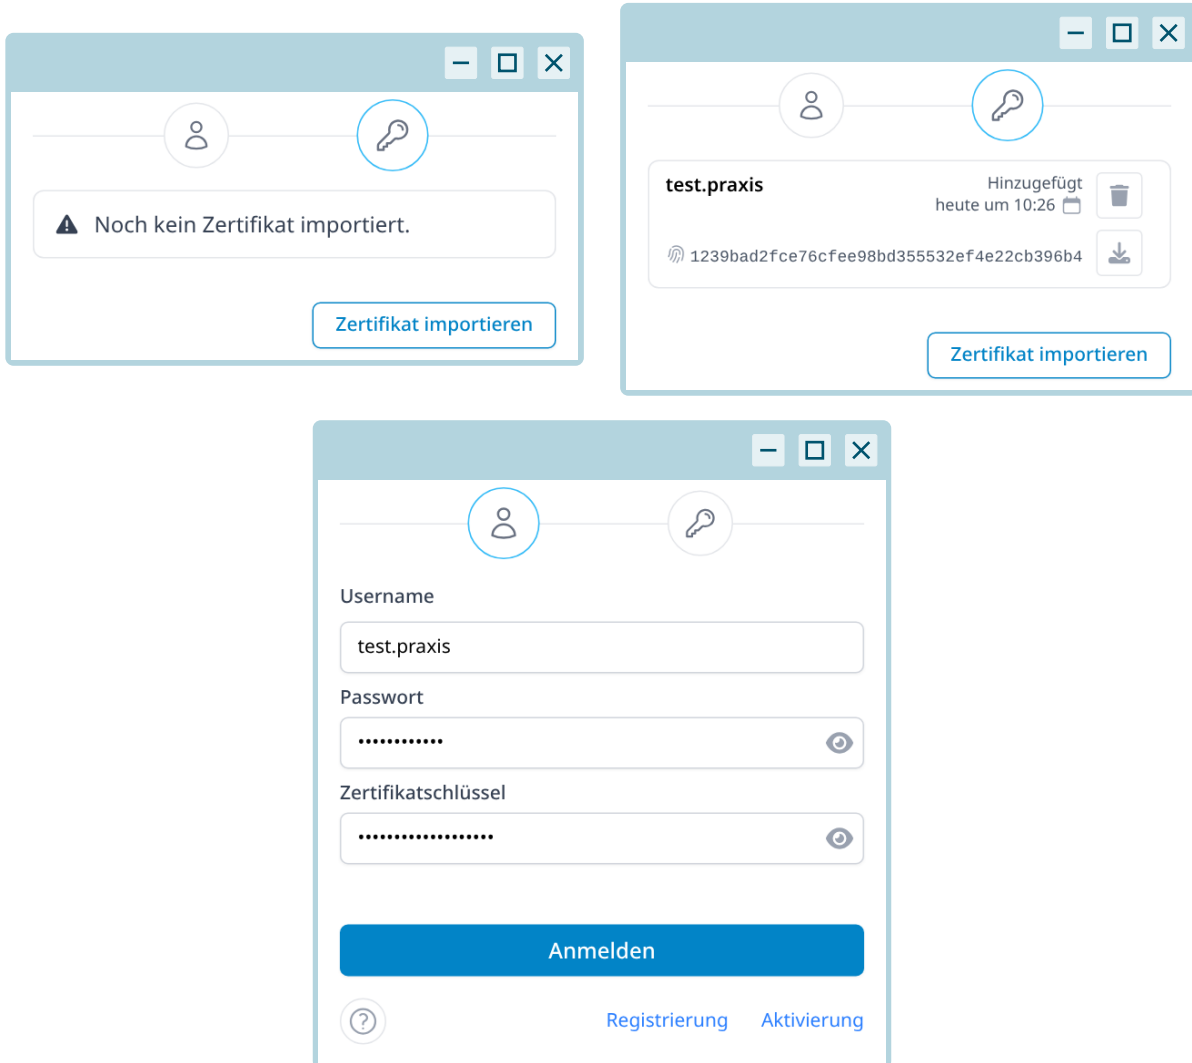 Noch kein Zertifikat importiert.
Zertifikat importieren
test.praxis
Hinzugefügt
heute um 10:26
1239bad2fce76cfee98bd355532ef4e22cb396b4
Zertifikat importieren
Username
test.praxis
Passwort
••••••••••••
Zertifikatschlüssel
•••••••••••••••••••
Anmelden
Registrierung Aktivierung